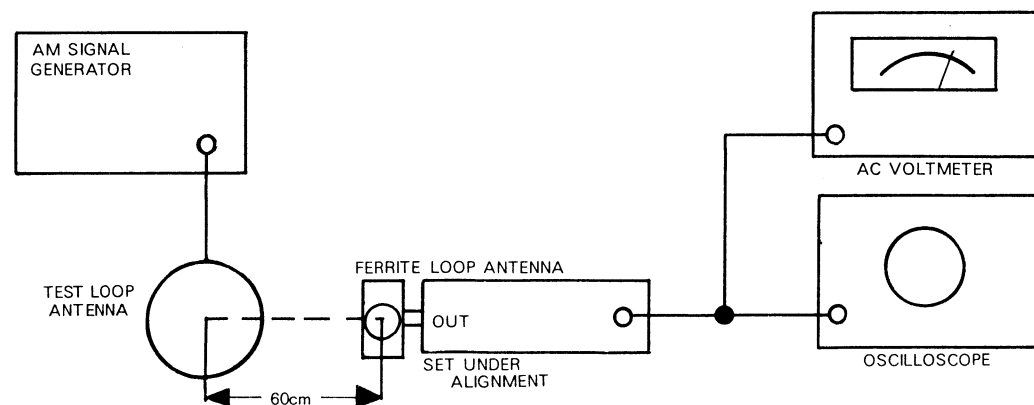 AM SIGNAL
GENERATOR
AC VOLTMETER
FERRITE LOOP ANTENNA
TEST LOOP
ANTENNA
OUT
SET UNDER
ALIGNMENT
OSCILLOSCOPE
60cm